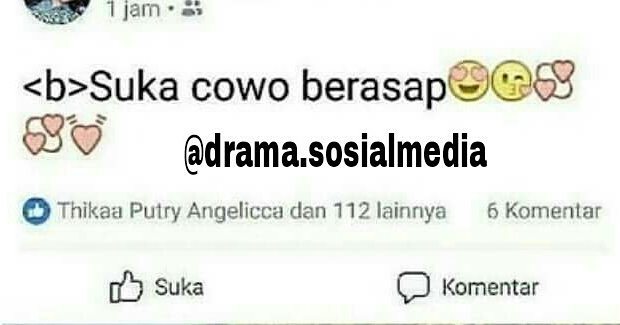 1 jam •
<b>Suka cowo berasap😍😘💞
💞💓
@drama.sosialmedia
Thikaa Putry Angelicca dan 112 lainnya 6 Komentar
Suka Komentar